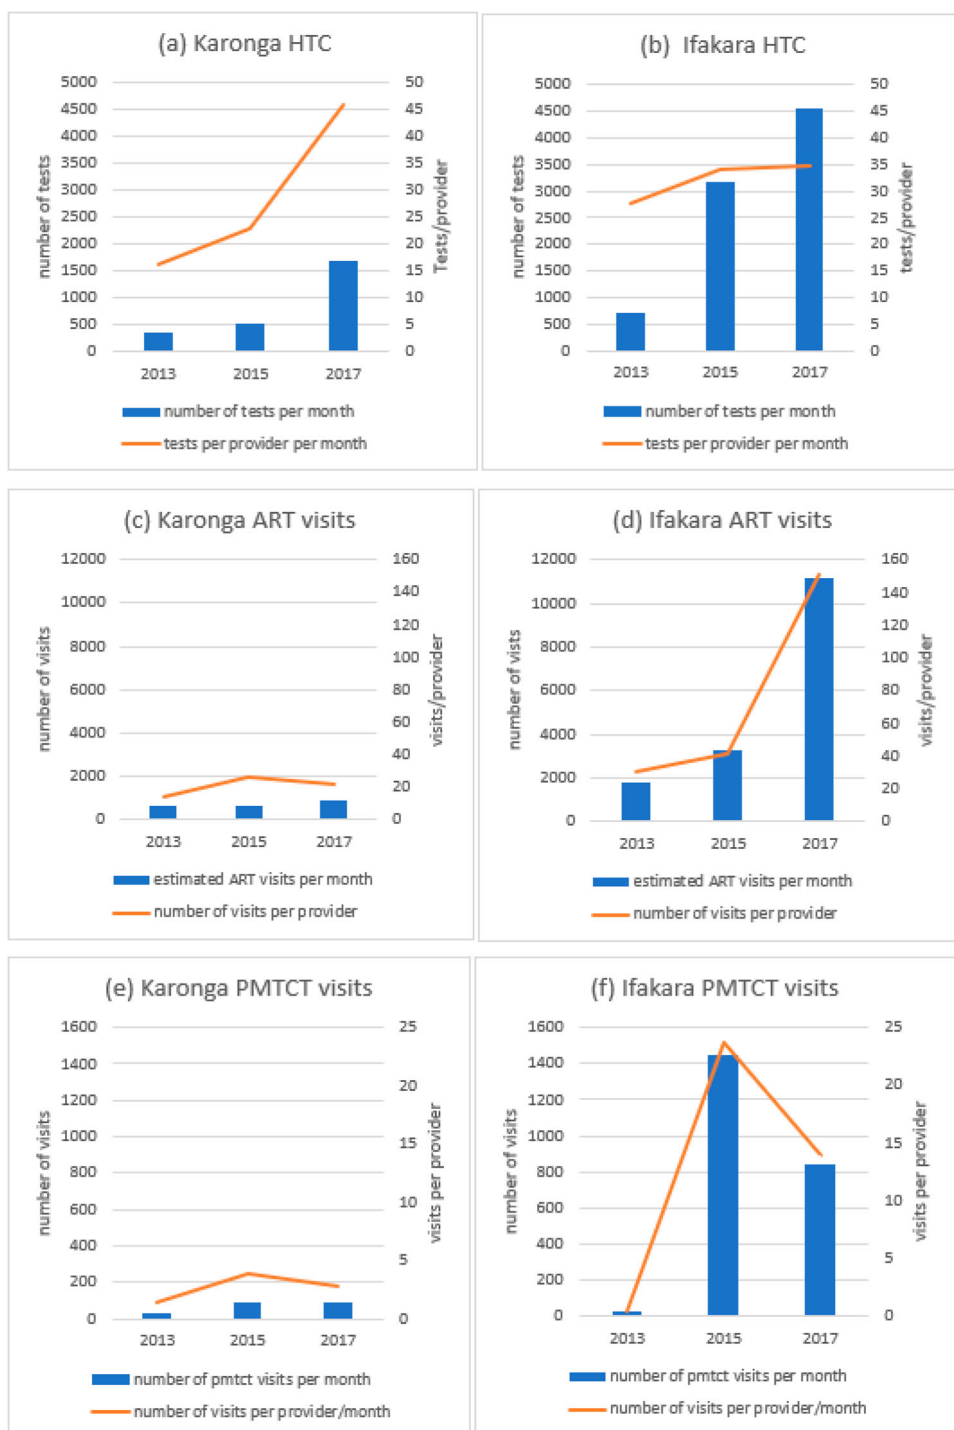 (a) Karonga HTC
5000
4500
4000
3500
3000
2500
2000
1500
1000
500
0
number of tests
50
45
40
35
30
25
20
15
10
5
0
Tests/provider
2013 2015 2017
number of tests per month
tests per provider per month
(b) Ifakara HTC
5000
4500
4000
3500
3000
2500
2000
1500
1000
500
0
number of tests
50
45
40
35
30
25
20
15
10
5
0
tests/provider
2013 2015 2017
number of tests per month
tests per provider per month
(c) Karonga ART visits
12000
10000
8000
6000
4000
2000
0
number of visits
160
140
120
100
80
60
40
20
0
visits/provider
2013 2015 2017
estimated ART visits per month
number of visits per provider
(d) Ifakara ART visits
12000
10000
8000
6000
4000
2000
0
number of vists
160
140
120
100
80
60
40
20
0
visits/provider
2013 2015 2017
estimated ART visits per month
number of visits per provider
(e) Karonga PMTCT visits
1600
1400
1200
1000
800
600
400
200
0
number of visits
25
20
15
10
5
0
visits per provider
2013 2015 2017
number of pmtct visits per month
number of visits per provider/month
(f) Ifakara PMTCT visits
1600
1400
1200
1000
800
600
400
200
0
number of visits
25
20
15
10
5
0
visits per provider
2013 2015 2017
number of pmtct visits per month
number of visits per provider/month